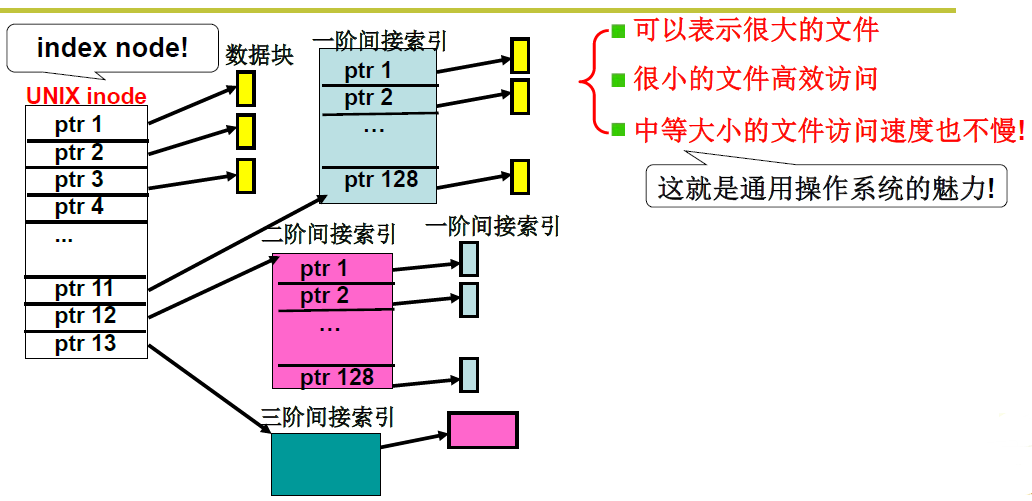 index node!
UNIX inode
ptr 1
ptr 2
ptr 3
ptr 4
...
ptr 11
ptr 12
ptr 13
数据块
一阶间接索引
ptr 1
ptr 2
…
ptr 128
二阶间接索引
ptr 1
ptr 2
…
ptr 128
一阶间接索引
三阶间接索引
可以表示很大的文件
很小的文件高效访问
中等大小的文件访问速度也不慢!
这就是通用操作系统的魅力!